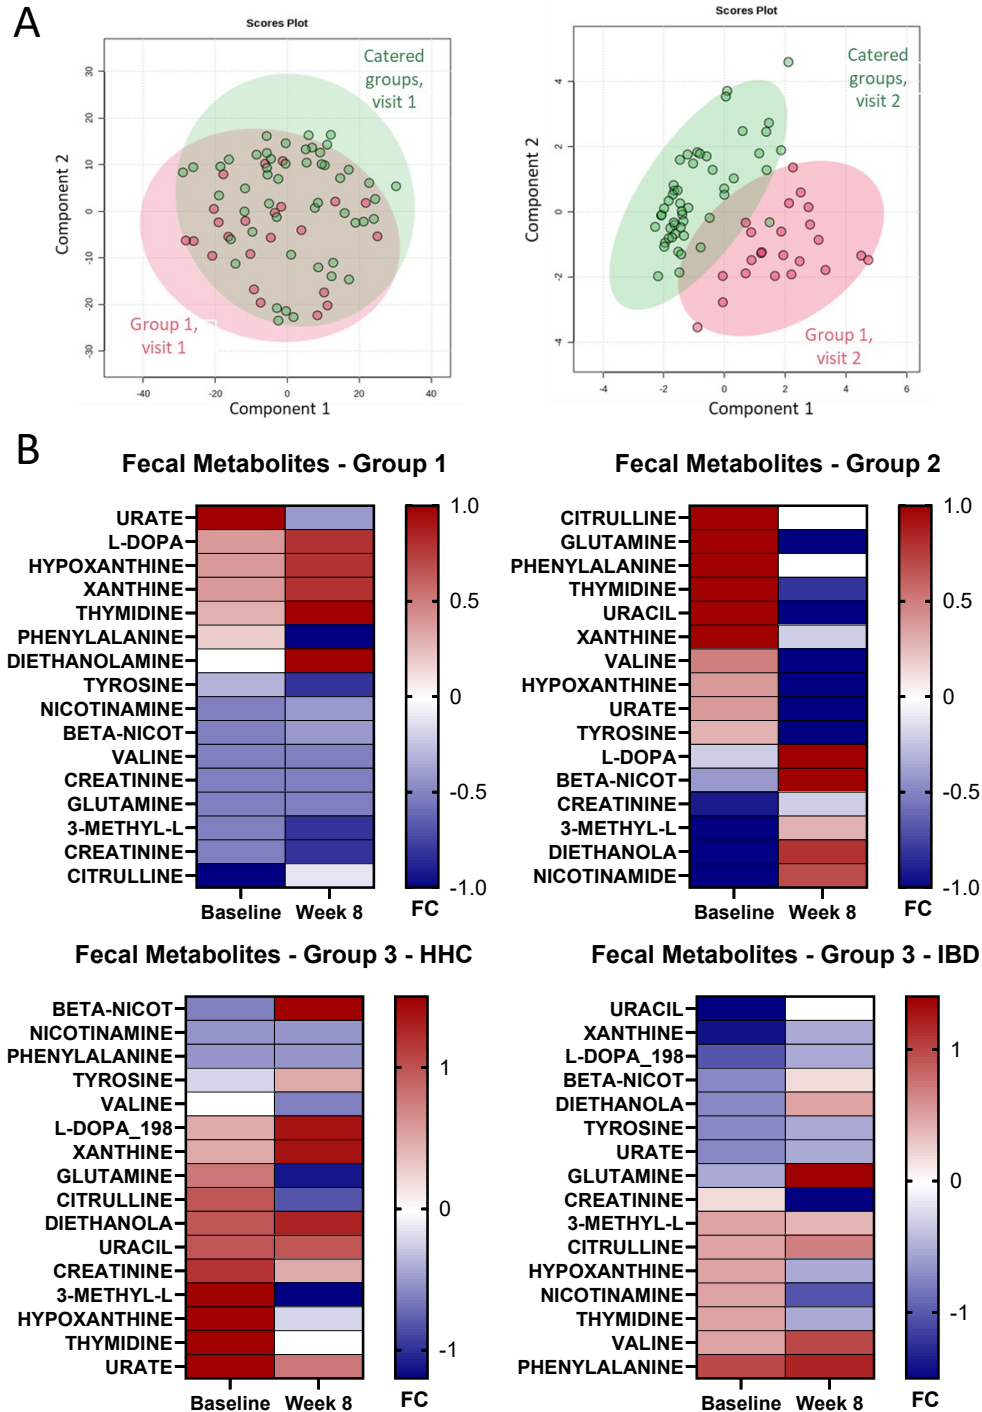 A
Scores Plot
Catered
groups,
visit 1
Group 1,
visit 1
Component 2
30
20
10
0
-10
-20
-30
-40
-20
0
20
40
Component 1
Scores Plot
Catered
groups,
visit 2
Group 1,
visit 2
Component 2
4
2
0
-2
-4
-4
-2
0
2
4
6
Component 1
B
Fecal Metabolites - Group 1
URATE
L-DOPA
HYPOXANTHINE
XANTHINE
THYMIDINE
PHENYLALANINE
DIETHANOLAMINE
TYROSINE
NICOTINAMINE
BETA-NICOT
VALINE
CREATININE
GLUTAMINE
3-METHYL-L
CREATININE
CITRULLINE
Baseline
Week 8
1.0
0.5
0
-0.5
-1.0
FC
Fecal Metabolites - Group 2
CITRULLINE
GLUTAMINE
PHENYLALANINE
THYMIDINE
URACIL
XANTHINE
VALINE
HYPOXANTHINE
URATE
TYROSINE
L-DOPA
BETA-NICOT
CREATININE
3-METHYL-L
DIETHANOLA
NICOTINAMIDE
Baseline
Week 8
1.0
0.5
0
-0.5
-1.0
FC
Fecal Metabolites - Group 3 - HHC
BETA-NICOT
NICOTINAMINE
PHENYLALANINE
TYROSINE
VALINE
L-DOPA_198
XANTHINE
GLUTAMINE
CITRULLINE
DIETHANOLA
URACIL
CREATININE
3-METHYL-L
HYPOXANTHINE
THYMIDINE
URATE
Baseline
Week 8
1
0
-1
FC
Fecal Metabolites - Group 3 - IBD
URACIL
XANTHINE
L-DOPA_198
BETA-NICOT
DIETHANOLA
TYROSINE
URATE
GLUTAMINE
CREATININE
3-METHYL-L
CITRULLINE
HYPOXANTHINE
NICOTINAMINE
THYMIDINE
VALINE
PHENYLALANINE
Baseline
Week 8
1
0
-1
FC